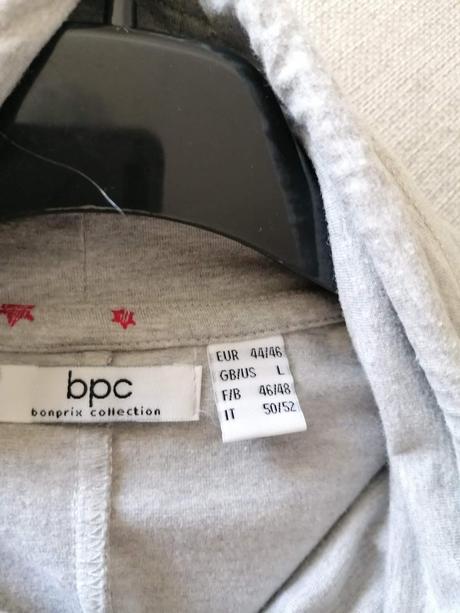 bpc
bonprix collection
EUR 44/46
GB/US L
F/B 46/48
IT 50/52